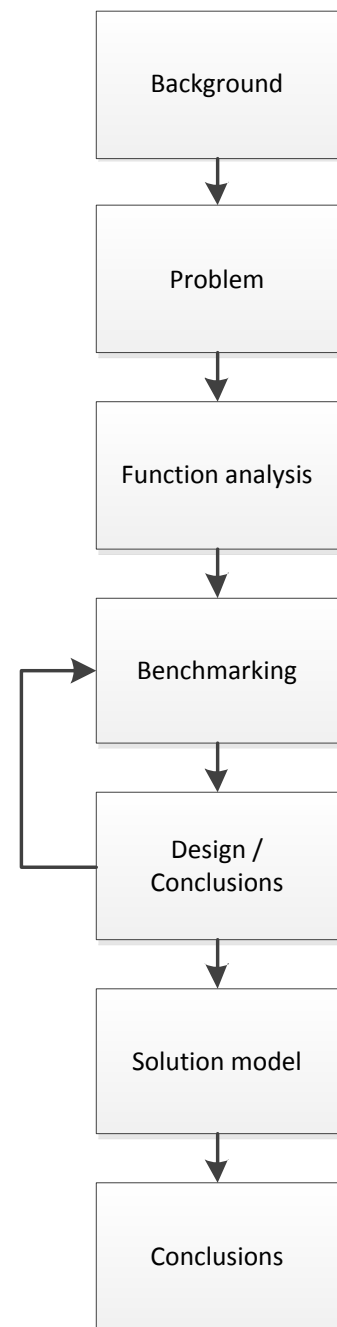 Background
Problem
Function analysis
Benchmarking
Design /
Conclusions
Solution model
Conclusions